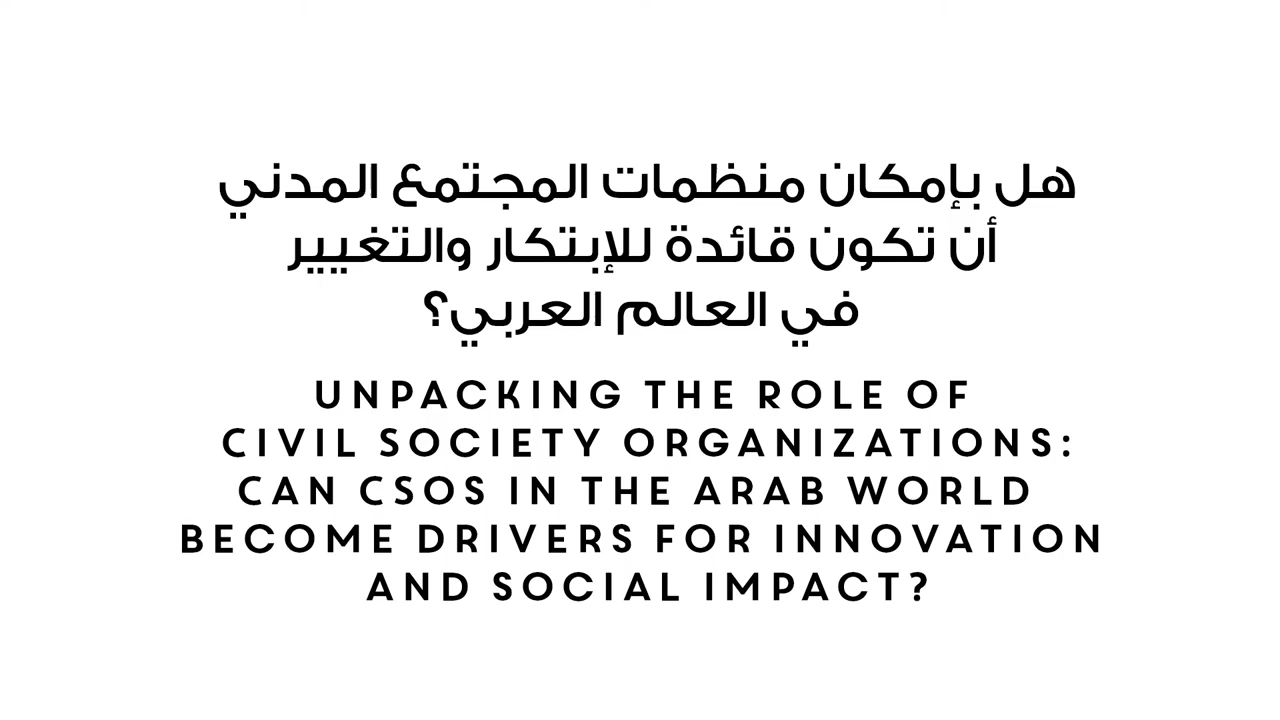 هل بإمكان منظمات المجتمع المدني
أن تكون قائدة للإبتكار والتغيير
في العالم العربي؟
UNPACKING THE ROLE OF
CIVIL SOCIETY ORGANIZATIONS:
CAN CSOS IN THE ARAB WORLD
BECOME DRIVERS FOR INNOVATION
AND SOCIAL IMPACT?